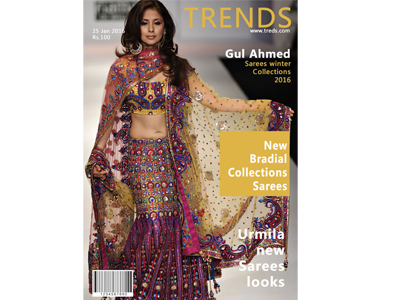 TRENDS
www.treds.com
25 Jan 2016
Rs.100
Gul Ahmed
Sarees winter
Collections
2016
New
Bradial
Collections
Sarees
Urmila
new
Sarees
looks
1234567890